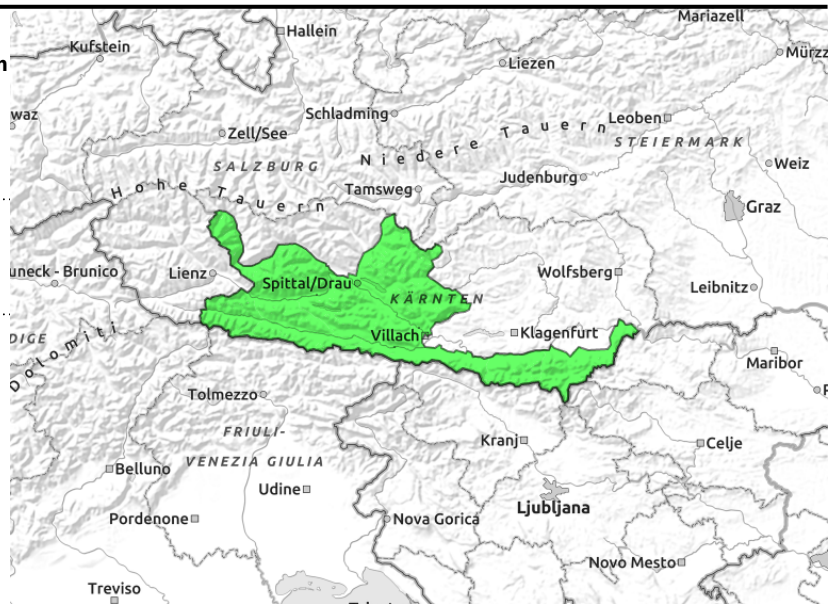 Mariazell
Hallein
Kufstein
Mürzz
n
Liezen
waz
Schladming
Leoben
Zell/See
Niedere Tauern
STEIERMARK
SALZBURG
Weiz
Judenburg
Hohe Tauern
Tamsweg
Graz
uneck - Brunico
Lienz
Wolfsberg
Spittal/Drau
Leibnitz
KÄRNTEN
Villach
Klagenfurt
DIGE
Dolomiti
Maribor
Tolmezzo
P
FRIULI-
VENEZIA GIULIA
Kranj
Celje
Belluno
Udine
Ljubljana
Pordenone
Nova Gorica
Novo Mesto
Treviso